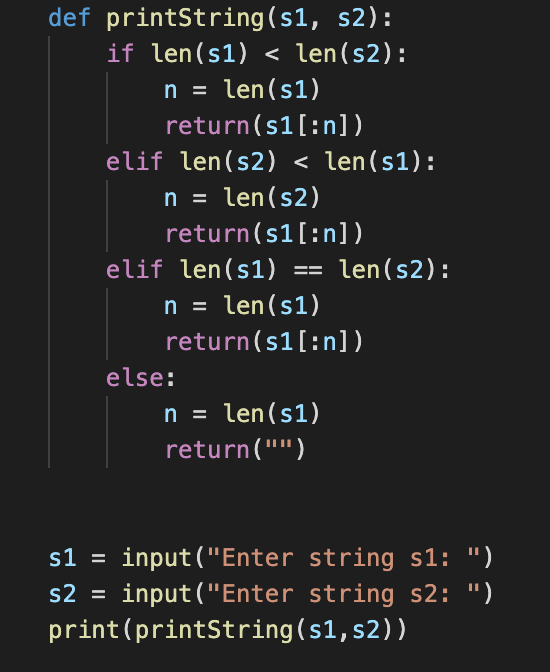 def printString(s1, s2):
    if len(s1) < len(s2):
        n = len(s1)
        return(s1[:n])
    elif len(s2) < len(s1):
        n = len(s2)
        return(s1[:n])
    elif len(s1) == len(s2):
        n = len(s1)
        return(s1[:n])
    else:
        n = len(s1)
        return("")
s1 = input("Enter string s1: ")
s2 = input("Enter string s2: ")
print(printString(s1,s2))